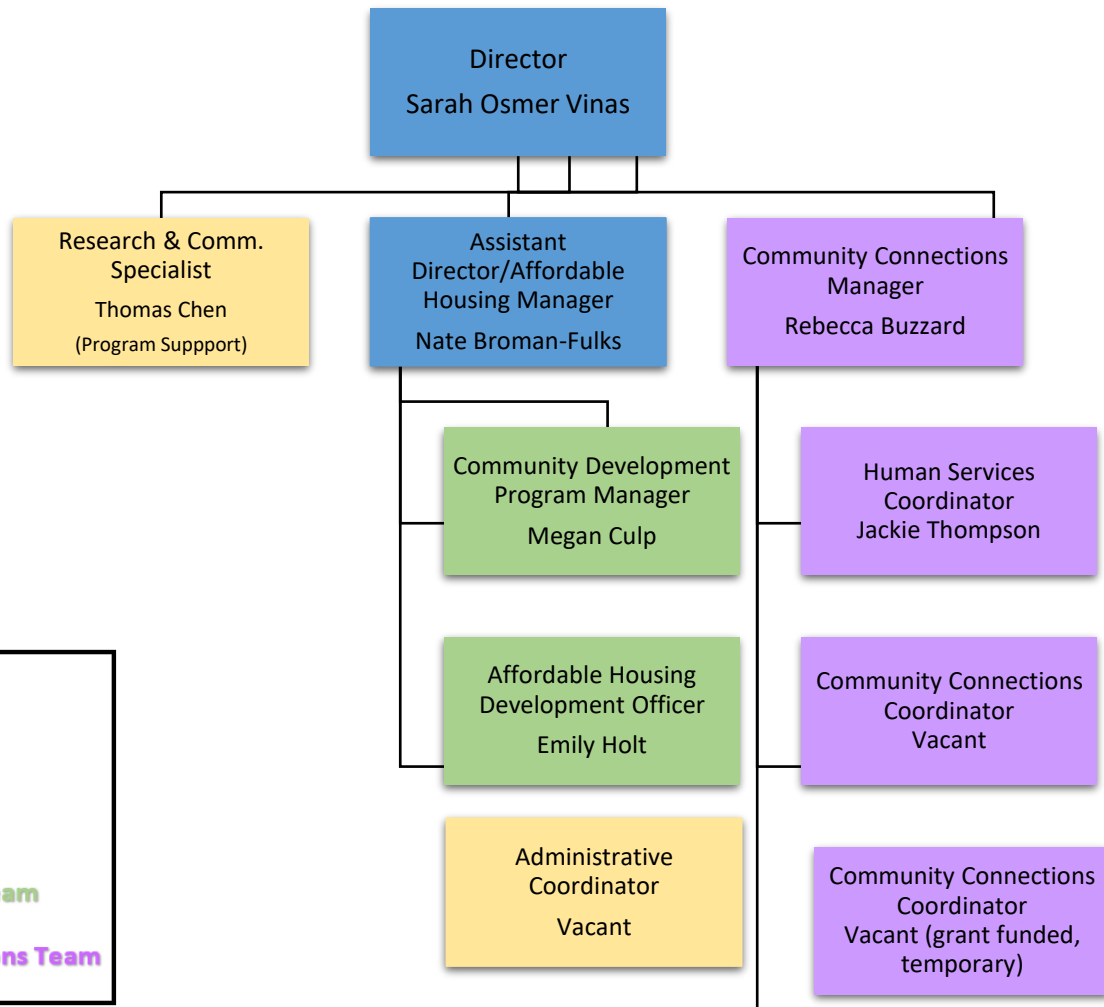 Director
Sarah Osmer Vinas
Research & Comm.
Specialist
Thomas Chen
(Program Suppport)
Assistant
Director/Affordable
Housing Manager
Nate Broman-Fulks
Community Connections
Manager
Rebecca Buzzard
Community Development
Program Manager
Megan Culp
Human Services
Coordinator
Jackie Thompson
Affordable Housing
Development Officer
Emily Holt
Community Connections
Coordinator
Vacant
Administrative
Coordinator
Vacant
Community Connections
Coordinator
Vacant (grant funded,
temporary)
Team